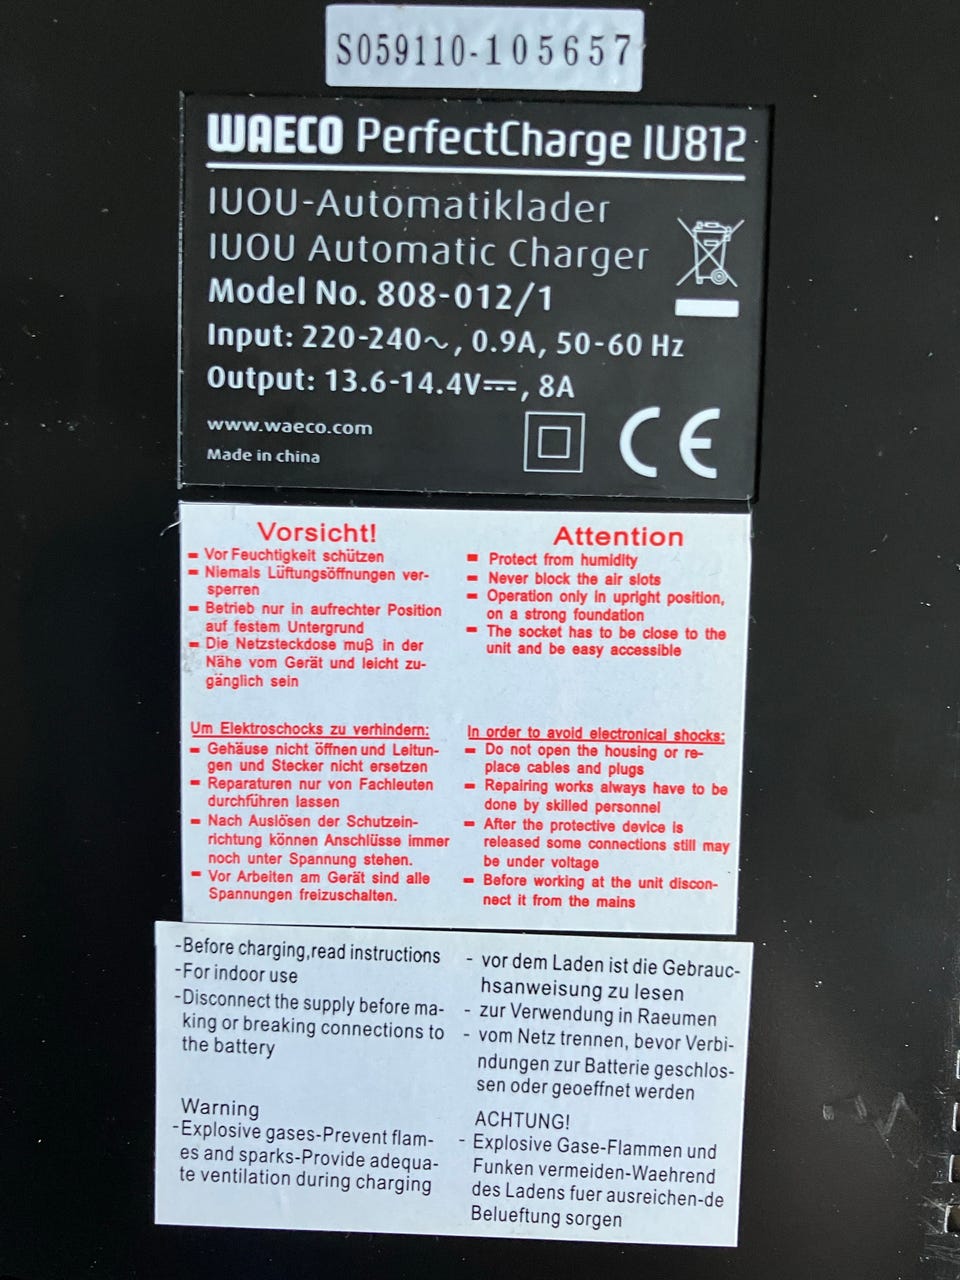 S059110-105657
WAECO PerfectCharge IU812
IUOU-Automatiklader
IUOU Automatic Charger
Model No. 808-012/1
Input: 220-240~, 0.9A, 50-60 Hz
Output: 13.6-14.4V⎓, 8A
www.waeco.com
Made in china
CE
Vorsicht!
- Vor Feuchtigkeit schützen
- Niemals Lüftungsöffnungen ver-
sperren
- Betrieb nur in aufrechter Position
auf festem Untergrund
- Die Netzsteckdose muß in der
Nähe vom Gerät und leicht zu-
gänglich sein
Um Elektroschocks zu verhindern:
- Gehäuse nicht öffnen und Leitun-
gen und Stecker nicht ersetzen
- Reparaturen nur von Fachleuten
durchführen lassen
- Nach Auslösen der Schutzein-
richtung können Anschlüsse immer
noch unter Spannung stehen.
- Vor Arbeiten am Gerät sind alle
Spannungen freizuschalten.
Attention
- Protect from humidity
- Never block the air slots
- Operation only in upright position,
on a strong foundation
- The socket has to be close to the
unit and be easy accessible
In order to avoid electronical shocks:
- Do not open the housing or re-
place cables and plugs
- Repairing works always have to be
done by skilled personnel
- After the protective device is
released some connections still may
be under voltage
- Before working at the unit discon-
nect it from the mains
-Before charging,read instructions
-For indoor use
-Disconnect the supply before ma-
king or breaking connections to
the battery
Warning
-Explosive gases-Prevent flam-
es and sparks-Provide adequa-
te ventilation during charging
- vor dem Laden ist die Gebrauc-
hsanweisung zu lesen
- zur Verwendung in Raeumen
- vom Netz trennen, bevor Verbi-
ndungen zur Batterie geschlos-
sen oder geoeffnet werden
ACHTUNG!
- Explosive Gase-Flammen und
Funken vermeiden-Waehrend
des Ladens fuer ausreichen-de
Belueftung sorgen